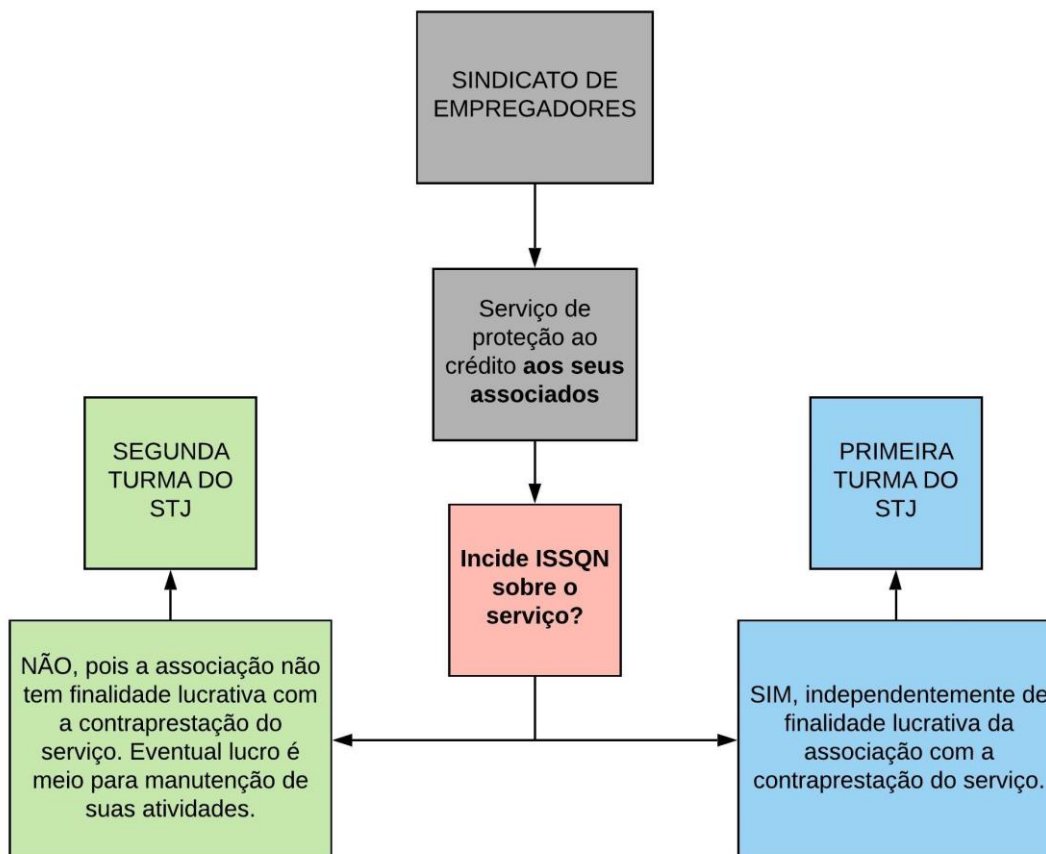 SINDICATO DE
EMPREGADORES
Serviço de
proteção ao
crédito aos seus
associados
SEGUNDA
TURMA DO
STJ
PRIMEIRA
TURMA DO
STJ
Incide ISSQN
sobre o
serviço?
NÃO, pois a associação não
tem finalidade lucrativa com
a contraprestação do
serviço. Eventual lucro é
meio para manutenção de
suas atividades.
SIM, independentemente de
finalidade lucrativa da
associação com a
contraprestação do serviço.